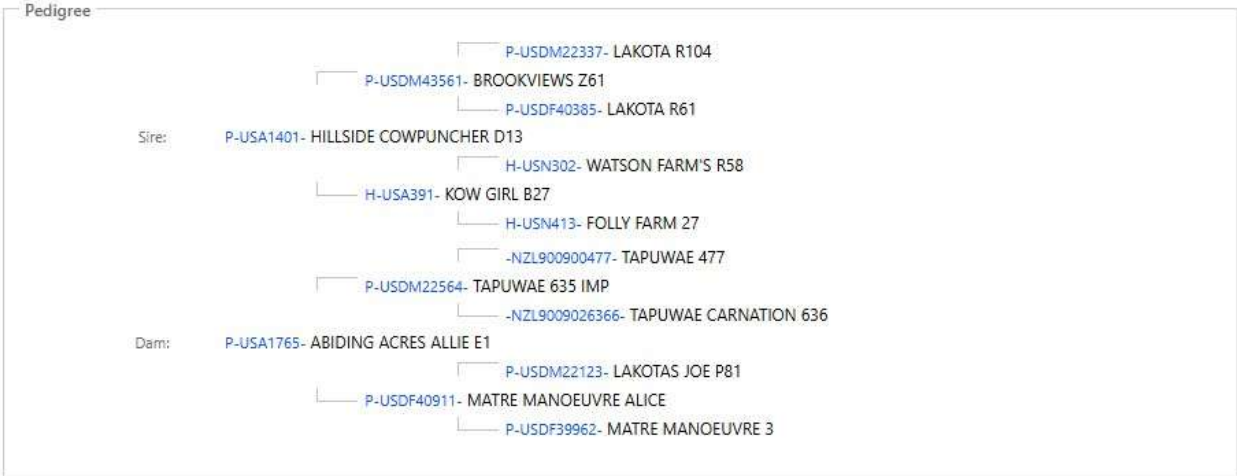 Pedigree
P-USDM22337- LAKOTA R104
P-USDM43561- BROOKVIEWS Z61
P-USDF40385- LAKOTA R61
Sire: P-USA1401- HILLSIDE COWPUNCHER D13
H-USN302- WATSON FARM'S R58
H-USA391- KOW GIRL B27
H-USN413- FOLLY FARM 27
-NZL900900477- TAPUWAE 477
P-USDM22564- TAPUWAE 635 IMP
-NZL9009026366- TAPUWAE CARNATION 636
Dam: P-USA1765- ABIDING ACRES ALLIE E1
P-USDM22123- LAKOTAS JOE P81
P-USDF40911- MATRE MANOEUVRE ALICE
P-USDF39962- MATRE MANOEUVRE 3